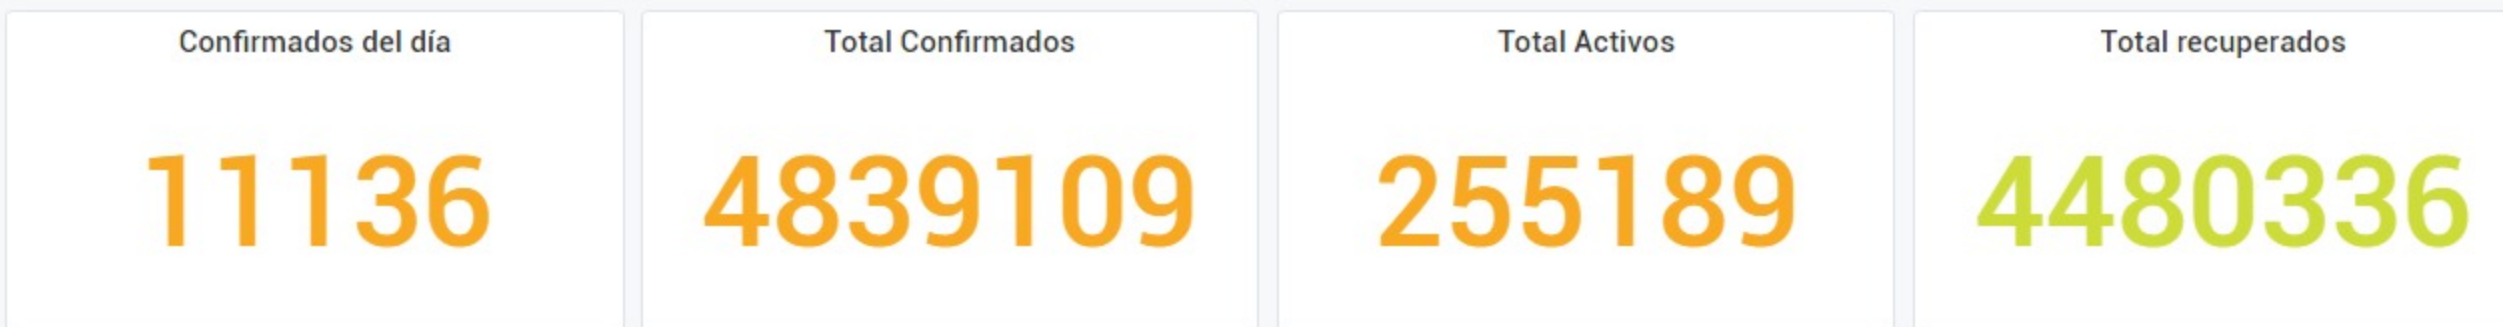 Confirmados del día
11136
Total Confirmados
4839109
Total Activos
255189
Total recuperados
4480336